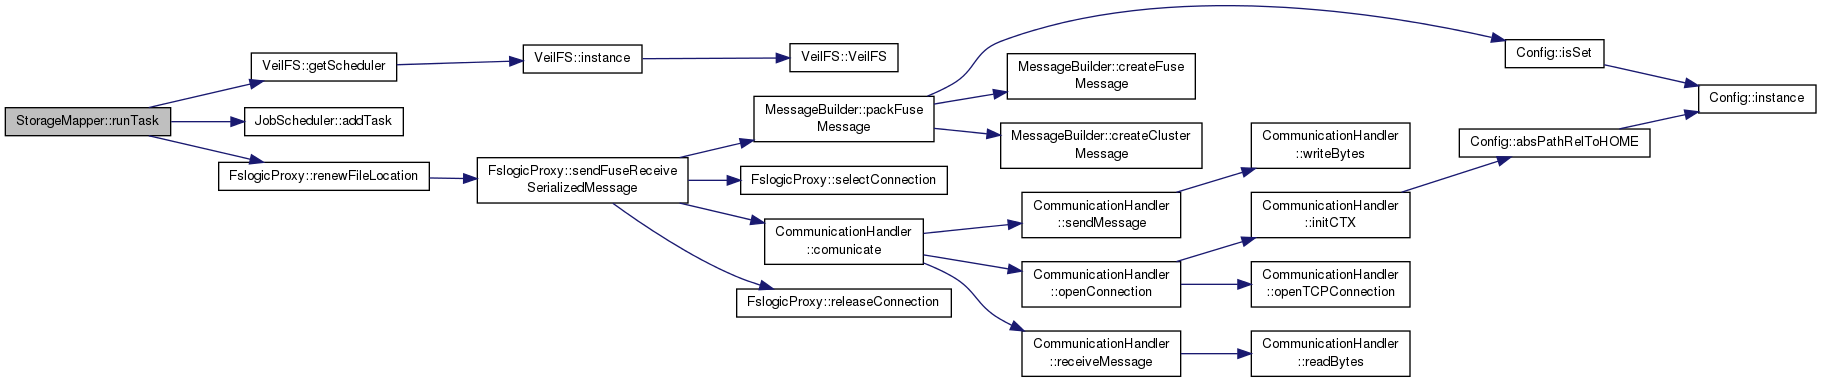 StorageMapper::runTask
VeilFS::getScheduler
JobScheduler::addTask
FslogicProxy::renewFileLocation
VeilFS::instance
FslogicProxy::sendFuseReceive
SerializedMessage
VeilFS::VeilFS
MessageBuilder::packFuse
Message
FslogicProxy::selectConnection
CommunicationHandler
::comunicate
FslogicProxy::releaseConnection
MessageBuilder::createFuse
Message
MessageBuilder::createCluster
Message
CommunicationHandler
::sendMessage
CommunicationHandler
::openConnection
CommunicationHandler
::receiveMessage
CommunicationHandler
::writeBytes
CommunicationHandler
::initCTX
CommunicationHandler
::openTCPConnection
CommunicationHandler
::readBytes
Config::isSet
Config::absPathRelToHOME
Config::instance